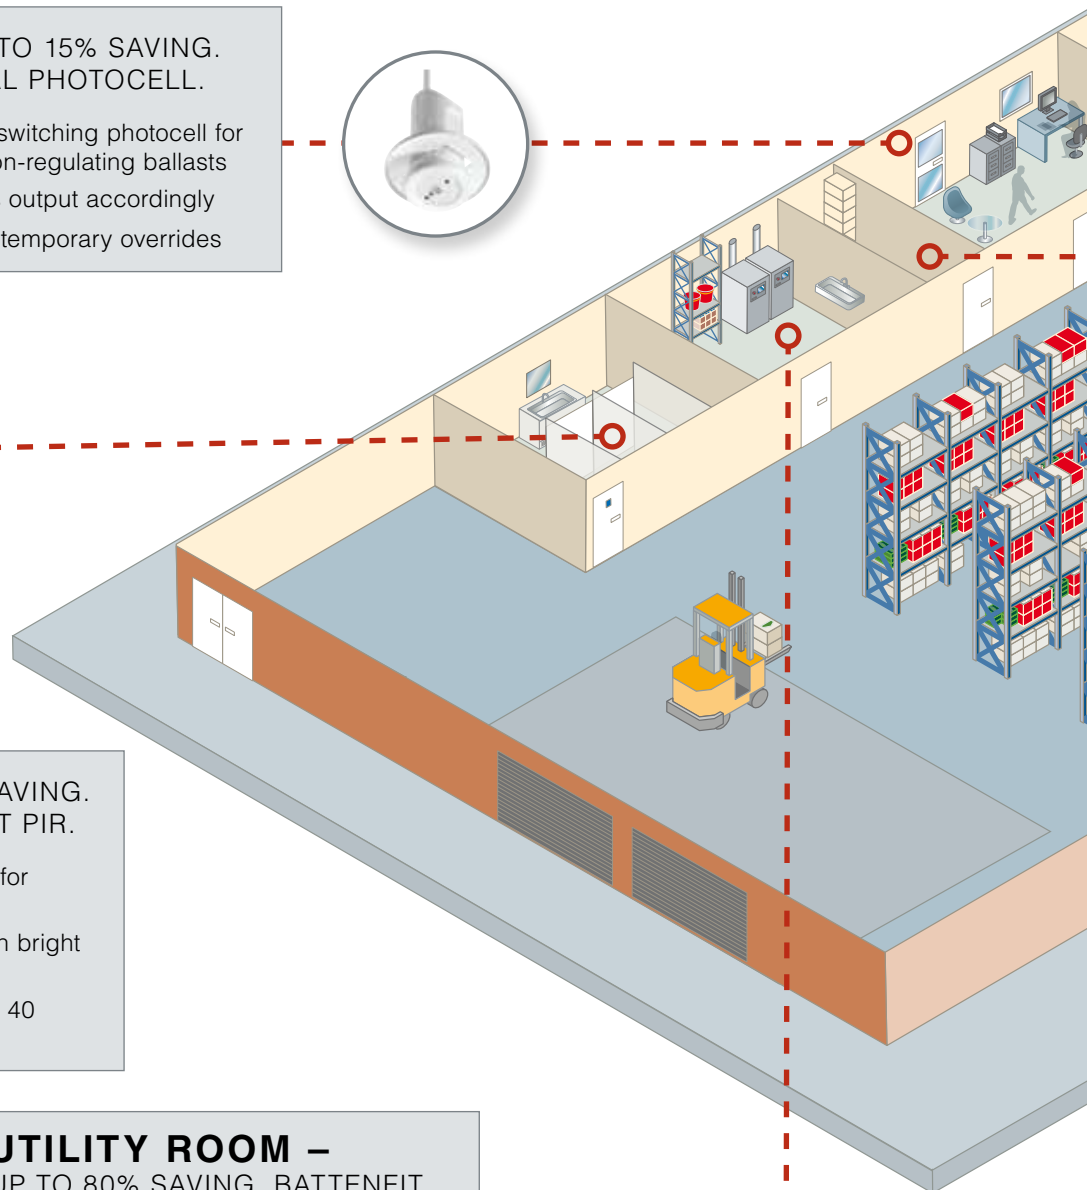 TO 15% SAVING.
PHOTOCELL.
switching photocell for
on-regulating ballasts
output accordingly
temporary overrides
AVING.
T PIR.
for
n bright
40
UTILITY ROOM –
UP TO 80% SAVING. BATTENFIT